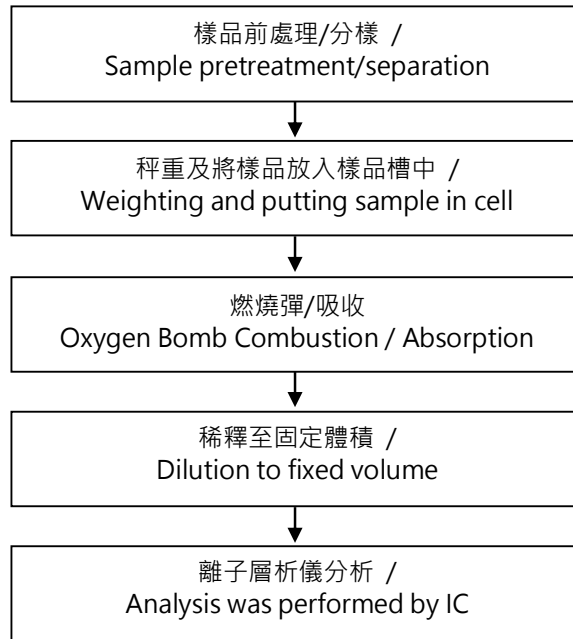 樣品前處理/分樣 /
Sample pretreatment/separation
秤重及將樣品放入樣品槽中 /
Weighting and putting sample in cell
燃燒彈/吸收
Oxygen Bomb Combustion / Absorption
稀釋至固定體積 /
Dilution to fixed volume
離子層析儀分析 /
Analysis was performed by IC